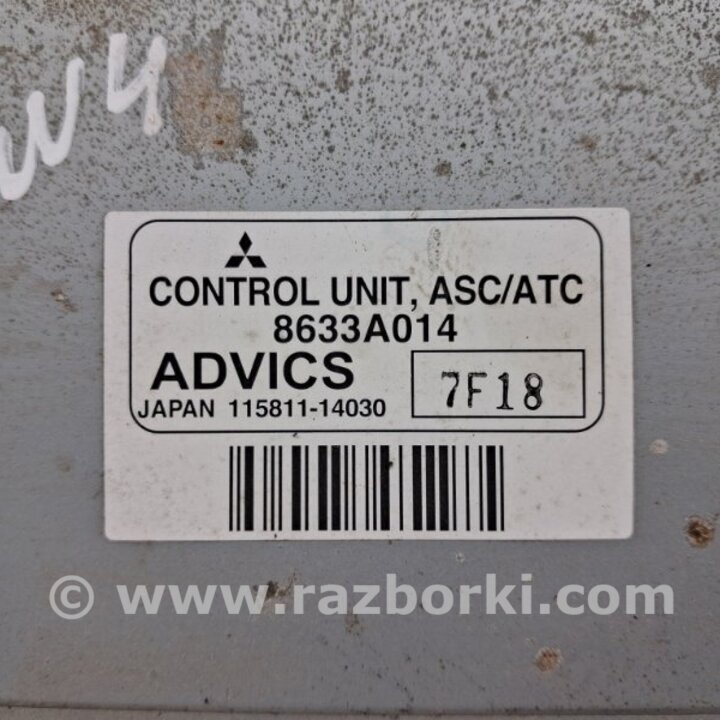 W4
CONTROL UNIT, ASC/ATC
8633A014
ADVICS
7F18
JAPAN 115811-14030
© www.razborki.com